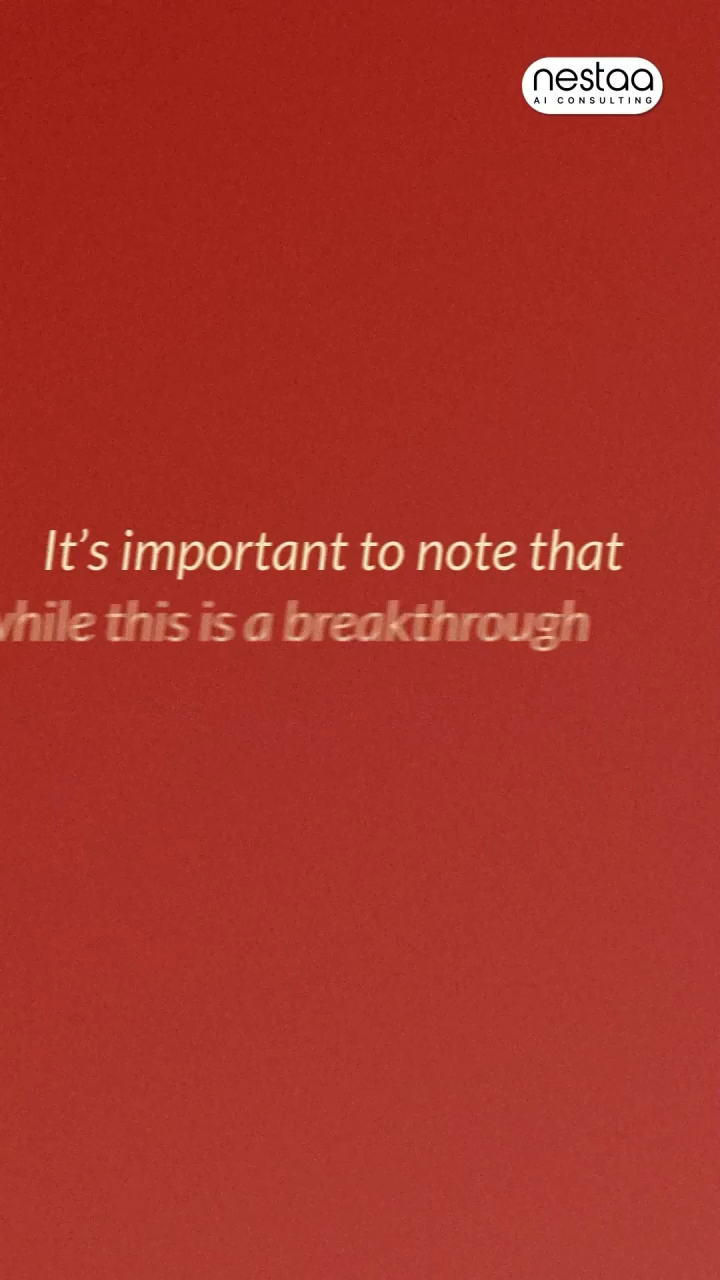 nestaa
AI CONSULTING
It’s important to note that
while this is a breakthrough